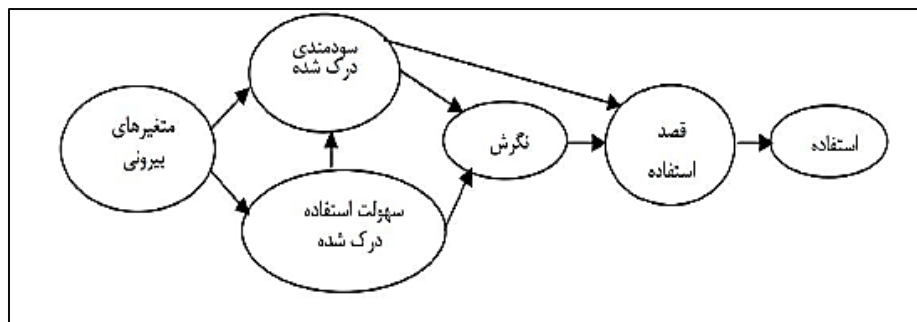 سودمندی
درک شده
متغیرهای
بیرونی
نگرش
قصد
استفاده
استفاده
سهولت استفاده
درک شده